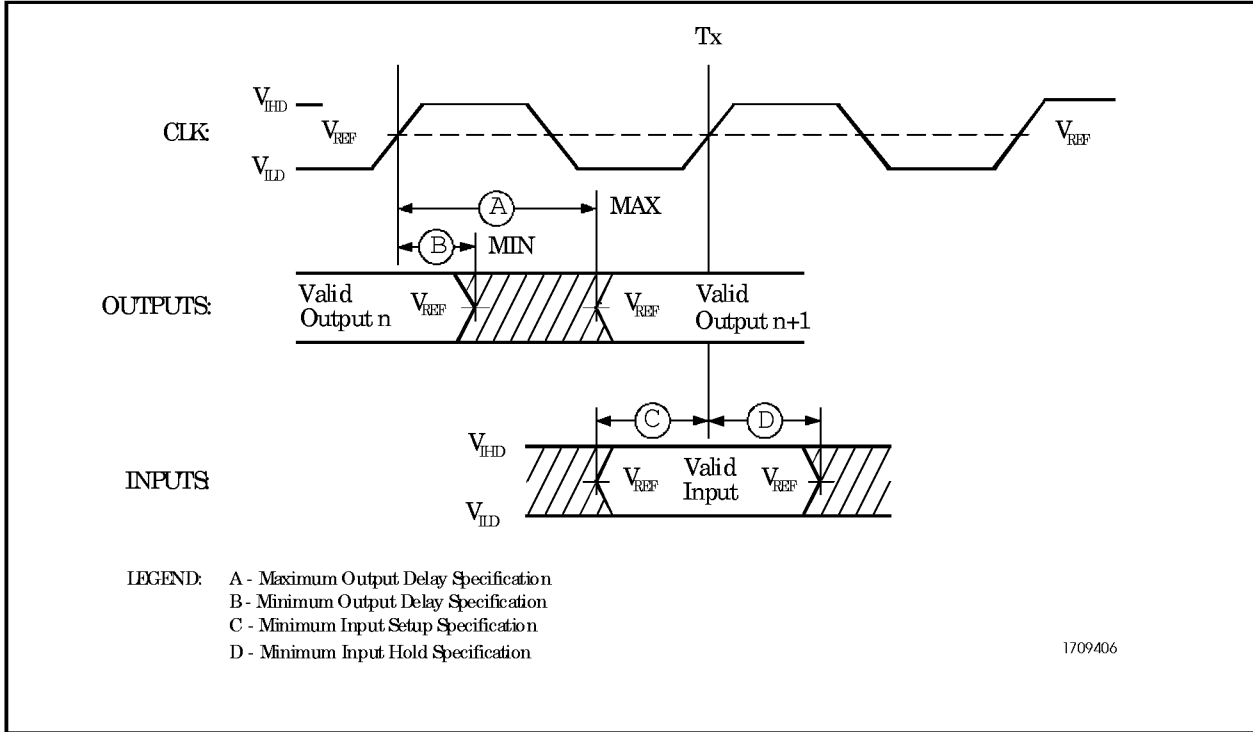 Tx
V_IHD
CLK: V_REF V_REF
V_ILD
A MAX
B MIN
OUTPUTS: Valid Output n V_REF V_REF Valid Output n+1
C D
V_IHD
INPUTS: V_REF Valid Input V_REF
V_ILD
LEGEND: A - Maximum Output Delay Specification
B - Minimum Output Delay Specification
C - Minimum Input Setup Specification
D - Minimum Input Hold Specification
1709406